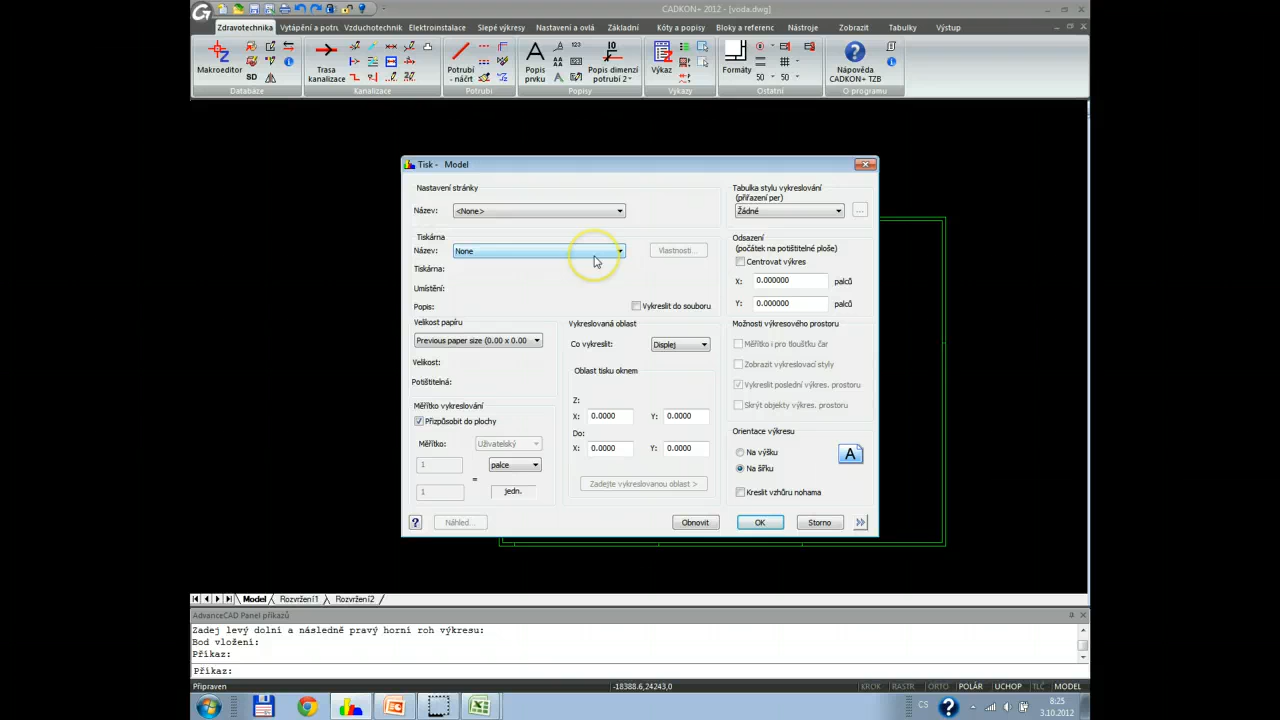 CADKON+ 2012 - [voda.dwg]
Zdravotechnika
Vytápění a potrubí
Vzduchotechnika
Elektroinstalace
Slepé výkresy
Nastavení a ovlá
Základní
Kóty a popisy
Bloky a referenc
Nástroje
Zobrazit
Tabulky
Výstup
Makroeditor
SD
Trasa
kanalizace
Potrubí
- náčrt
Popis
prvku
123
10
Popis dimenzí
potrubí 2
Výkaz
Formáty
50
50
Nápověda
CADKON+ TZB
Databáze
Kanalizace
Potrubí
Popisy
Výkazy
Ostatní
O programu
Tisk - Model
Nastavení stránky
Název:
<None>
Tiskárna
Název:
None
Vlastnosti...
Tiskárna:
Umístění:
Popis:
Vykreslit do souboru
Velikost papíru
Previous paper size (0.00 x 0.00
Velikost:
Potištitelná:
Měřítko vykreslování
Přizpůsobit do plochy
Měřítko:
Uživatelský
1
palce
=
1
jedn.
Vykreslovaná oblast
Co vykreslit:
Displej
Oblast tisku oknem
Z:
X: 0.0000 Y: 0.0000
Do:
X: 0.0000 Y: 0.0000
Zadejte vykreslovanou oblast >
Tabulka stylu vykreslování
(přiřazení per)
Žádné
...
Odsazení
(počátek na potištitelné ploše)
Centrovat výkres
X: 0.000000 palců
Y: 0.000000 palců
Možnosti výkresového prostoru
Měřítko i pro tloušťku čar
Zobrazit vykreslovací styly
Vykreslit poslední výkres. prostoru
Skrýt objekty výkres. prostoru
Orientace výkresu
Na výšku
Na šířku
A
Kreslit vzhůru nohama
?
Náhled...
Obnovit
OK
Storno
Model
Rozvržení1
Rozvržení2
AdvanceCAD Panel příkazů
Zadej levý dolní a následně pravý horní roh výkresu:
Bod vložení:
Příkaz:
Příkaz:
Připraven
-18388.6,24243,0
KROK
RASTR
ORTO
POLÁR
UCHOP
TLČ
MODEL
CS
8:25
3.10.2012